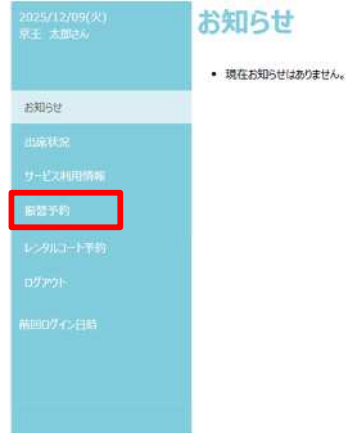 2025/12/09(火)
京王 太郎さん
お知らせ
現在お知らせはありません。
お知らせ
出席状況
サービス利用情報
振替予約
レンタルコート予約
ログアウト
前回ログイン日時